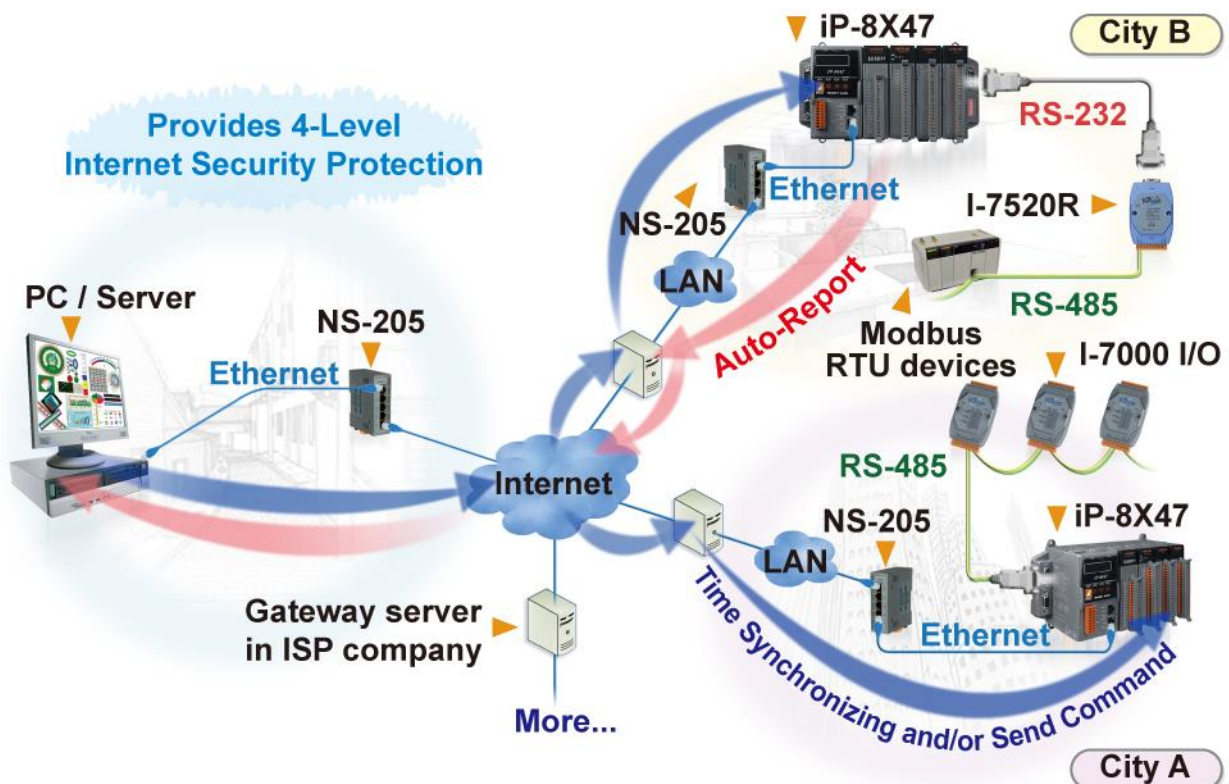 iP-8X47
City B
Provides 4-Level
Internet Security Protection
RS-232
Ethernet
NS-205
I-7520R
LAN
PC / Server
NS-205
Ethernet
Auto-Report
RS-485
Modbus
RTU devices
I-7000 I/O
RS-485
Internet
NS-205
iP-8X47
LAN
Gateway server
in ISP company
Ethernet
Time Synchronizing and/or Send Command
More...
City A